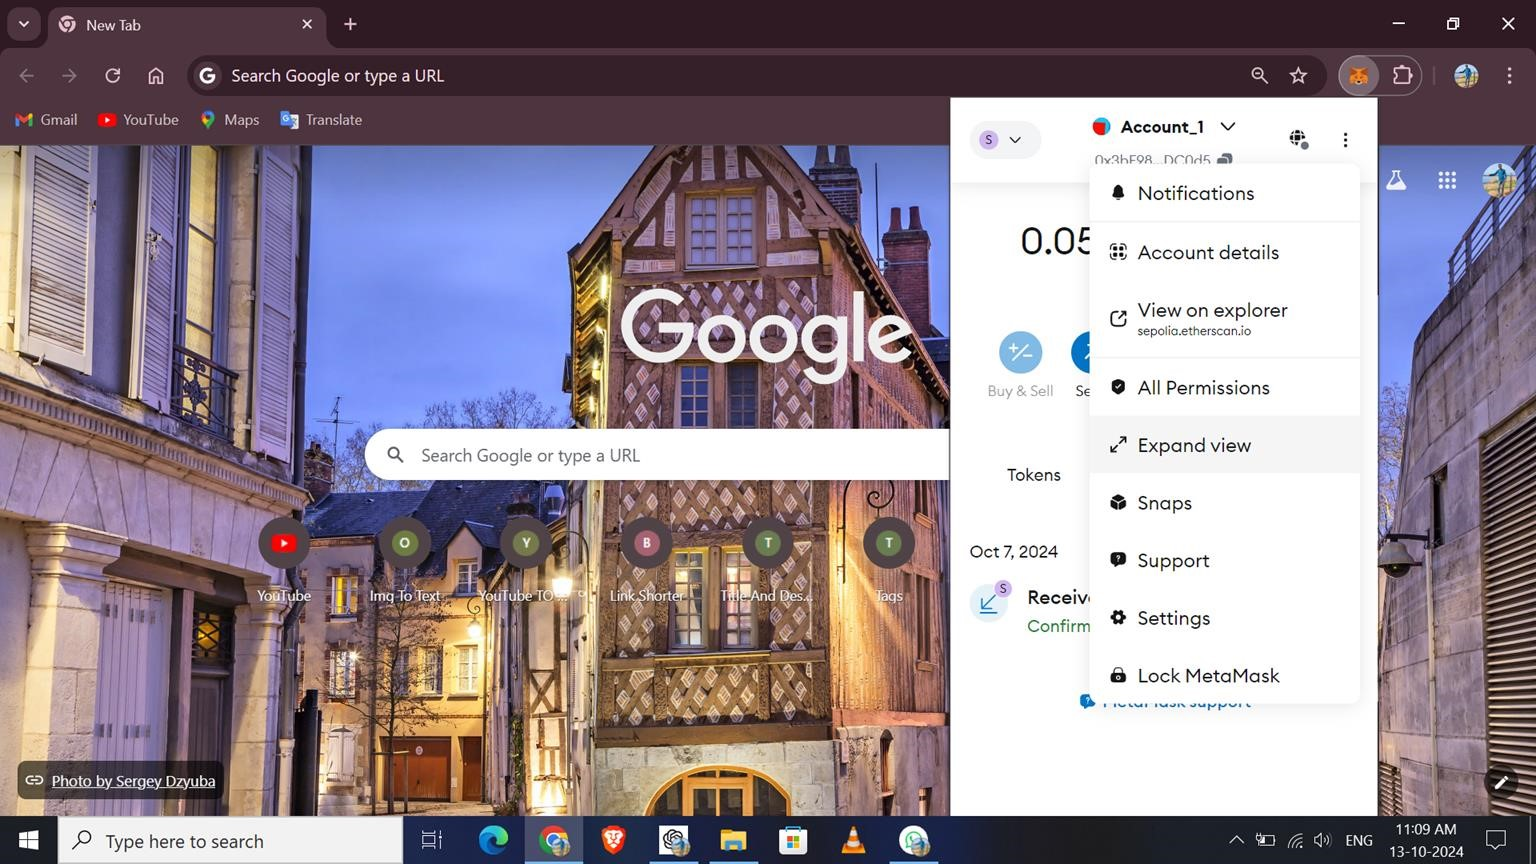 New Tab
Search Google or type a URL
Gmail
YouTube
Maps
Translate
S
Account_1
0x3bF98...DC0d5
Notifications
0.05
Account details
View on explorer
sepolia.etherscan.io
Google
Buy & Sell
All Permissions
Search Google or type a URL
Expand view
Tokens
Snaps
Oct 7, 2024
O
Y
B
T
T
Support
YouTube
Img To Text
YouTube TO ...
Link Shorter
Title And Des...
Tags
S
Settings
Lock MetaMask
MetaMask support
Photo by Sergey Dzyuba
Type here to search
ENG
11:09 AM
13-10-2024